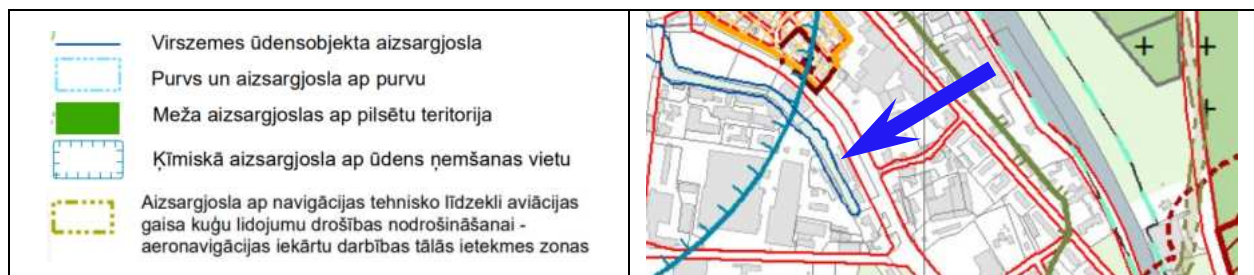 Virszemes ūdensobjekta aizsargjosla
Purvs un aizsargjosla ap purvu
Meža aizsargjoslas ap pilsētu teritorija
Ķīmiskā aizsargjosla ap ūdens ņemšanas vietu
Aizsargjosla ap navigācijas tehnisko līdzekli aviācijas
gaisa kuģu lidojumu drošības nodrošināšanai -
aeronavigācijas iekārtu darbības tālās ietekmes zonas